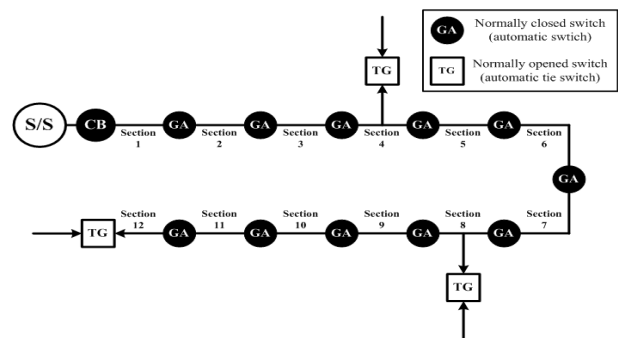 GA
Normally closed switch
(automatic swtich)
TG
Normally opened switch
(automatic tie switch)
TG
S/S
CB
Section
1
GA
Section
2
GA
Section
3
GA
Section
4
GA
Section
5
GA
Section
6
GA
TG
Section
12
GA
Section
11
GA
Section
10
GA
Section
9
GA
Section
8
GA
Section
7
TG